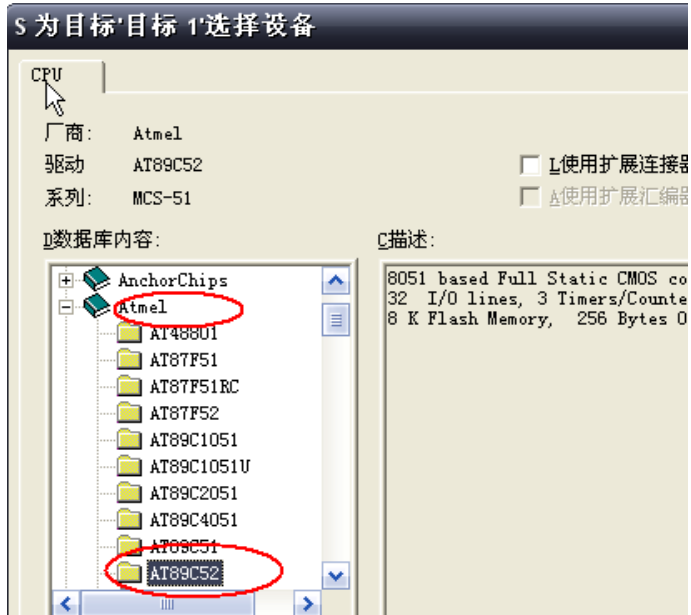 S 为目标'目标 1'选择设备
CPU
厂商: Atmel
驱动 AT89C52
系列: MCS-51
L使用扩展连接器
A使用扩展汇编器
D数据库内容:
C描述:
AnchorChips
Atmel
AT48801
AT87F51
AT87F51RC
AT87F52
AT89C1051
AT89C1051U
AT89C2051
AT89C4051
AT89C51
AT89C52
8051 based Full Static CMOS co
32 I/O lines, 3 Timers/Counte
8 K Flash Memory, 256 Bytes O